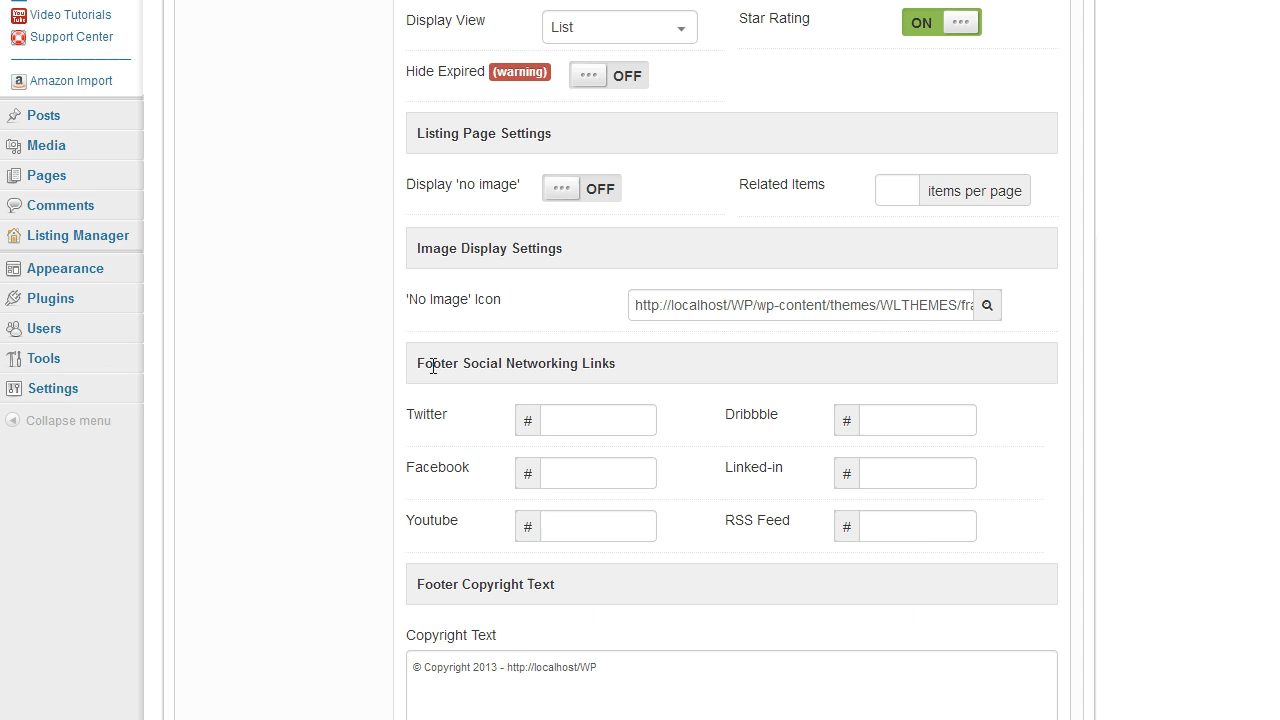 Video Tutorials
Support Center
Amazon Import
Posts
Media
Pages
Comments
Listing Manager
Appearance
Plugins
Users
Tools
Settings
Collapse menu
Display View
List
Star Rating
ON
Hide Expired (warning)
OFF
Listing Page Settings
Display 'no image'
OFF
Related Items
items per page
Image Display Settings
'No Image' Icon
http://localhost/WP/wp-content/themes/WLTHEMES/fra
Footer Social Networking Links
Twitter
#
Dribbble
#
Facebook
#
Linked-in
#
Youtube
#
RSS Feed
#
Footer Copyright Text
Copyright Text
© Copyright 2013 - http://localhost/WP